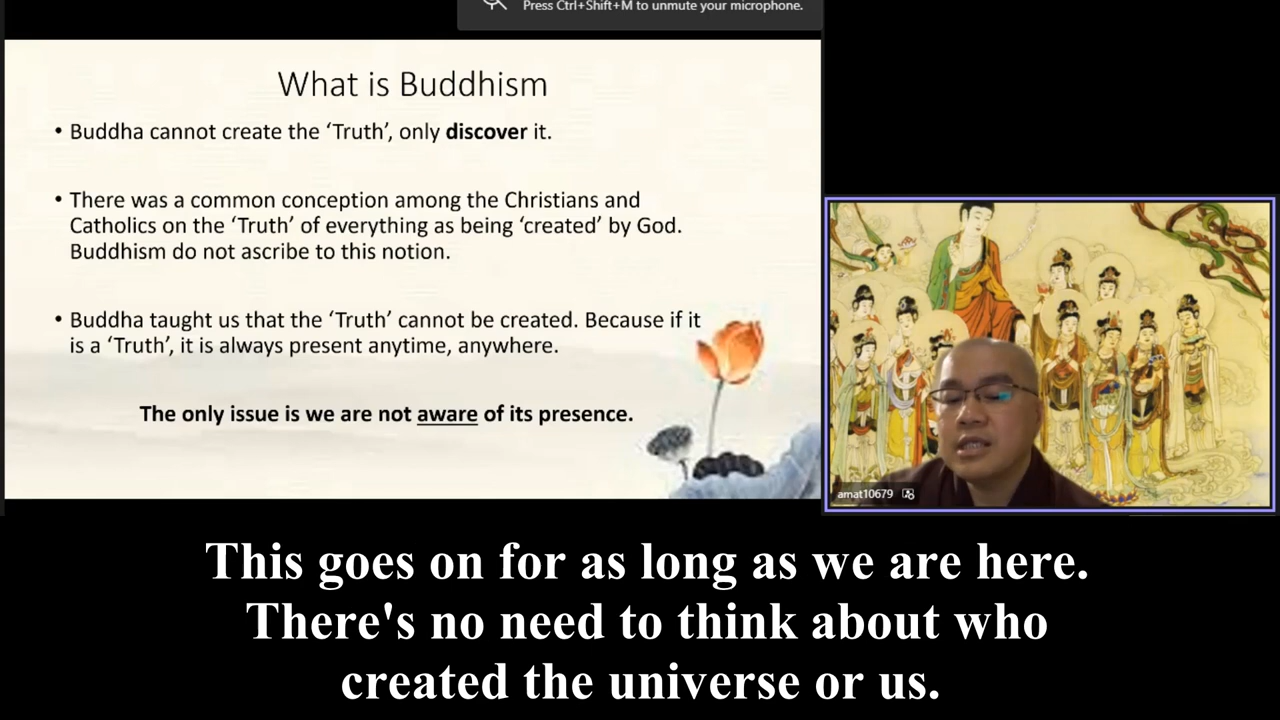 Press Ctrl+Shift+M to unmute your microphone.
What is Buddhism
• Buddha cannot create the ‘Truth’, only discover it.
• There was a common conception among the Christians and
Catholics on the ‘Truth’ of everything as being ‘created’ by God.
Buddhism do not ascribe to this notion.
• Buddha taught us that the ‘Truth’ cannot be created. Because if it
is a ‘Truth’, it is always present anytime, anywhere.
The only issue is we are not aware of its presence.
amat10679
This goes on for as long as we are here.
There's no need to think about who
created the universe or us.